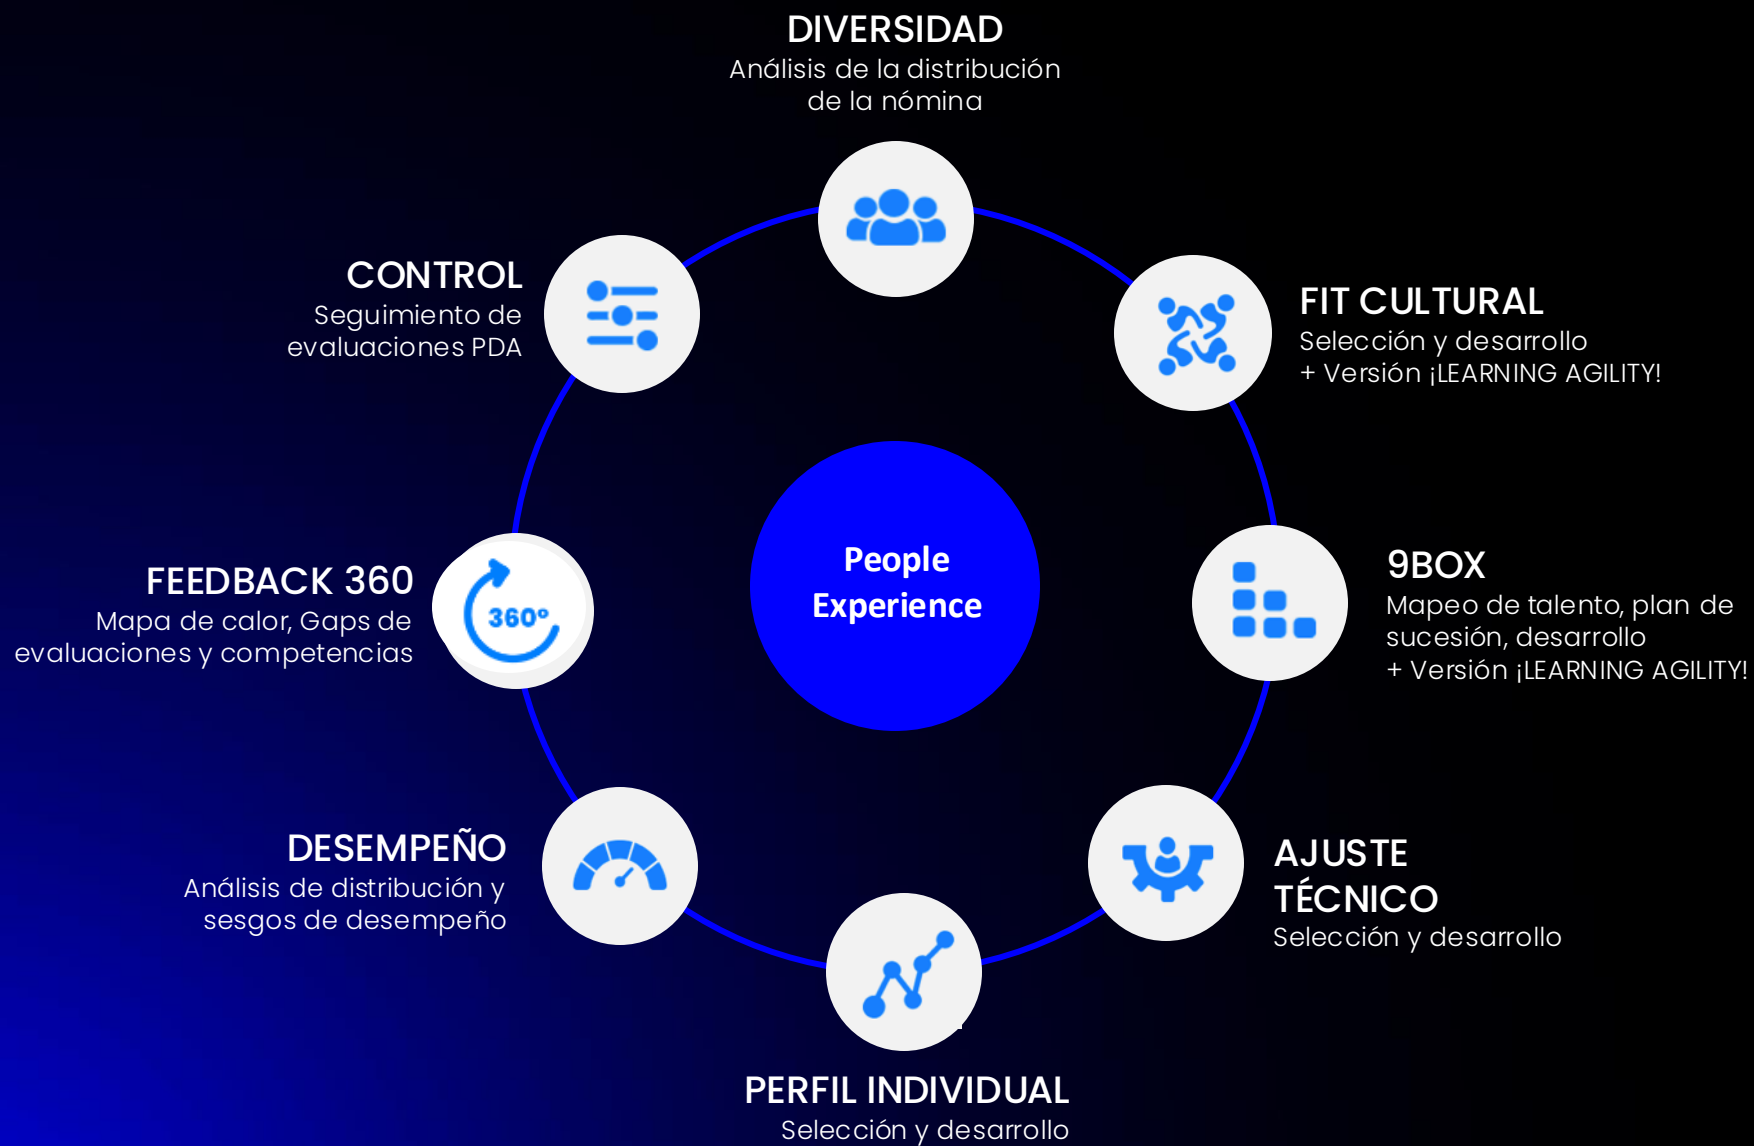 DIVERSIDAD
Análisis de la distribución
de la nómina
FIT CULTURAL
Selección y desarrollo
+ Versión ¡LEARNING AGILITY!
9BOX
Mapeo de talento, plan de
sucesión, desarrollo
+ Versión ¡LEARNING AGILITY!
AJUSTE
TÉCNICO
Selección y desarrollo
PERFIL INDIVIDUAL
Selección y desarrollo
DESEMPEÑO
Análisis de distribución y
sesgos de desempeño
FEEDBACK 360
Mapa de calor, Gaps de
evaluaciones y competencias
360º
CONTROL
Seguimiento de
evaluaciones PDA
People
Experience